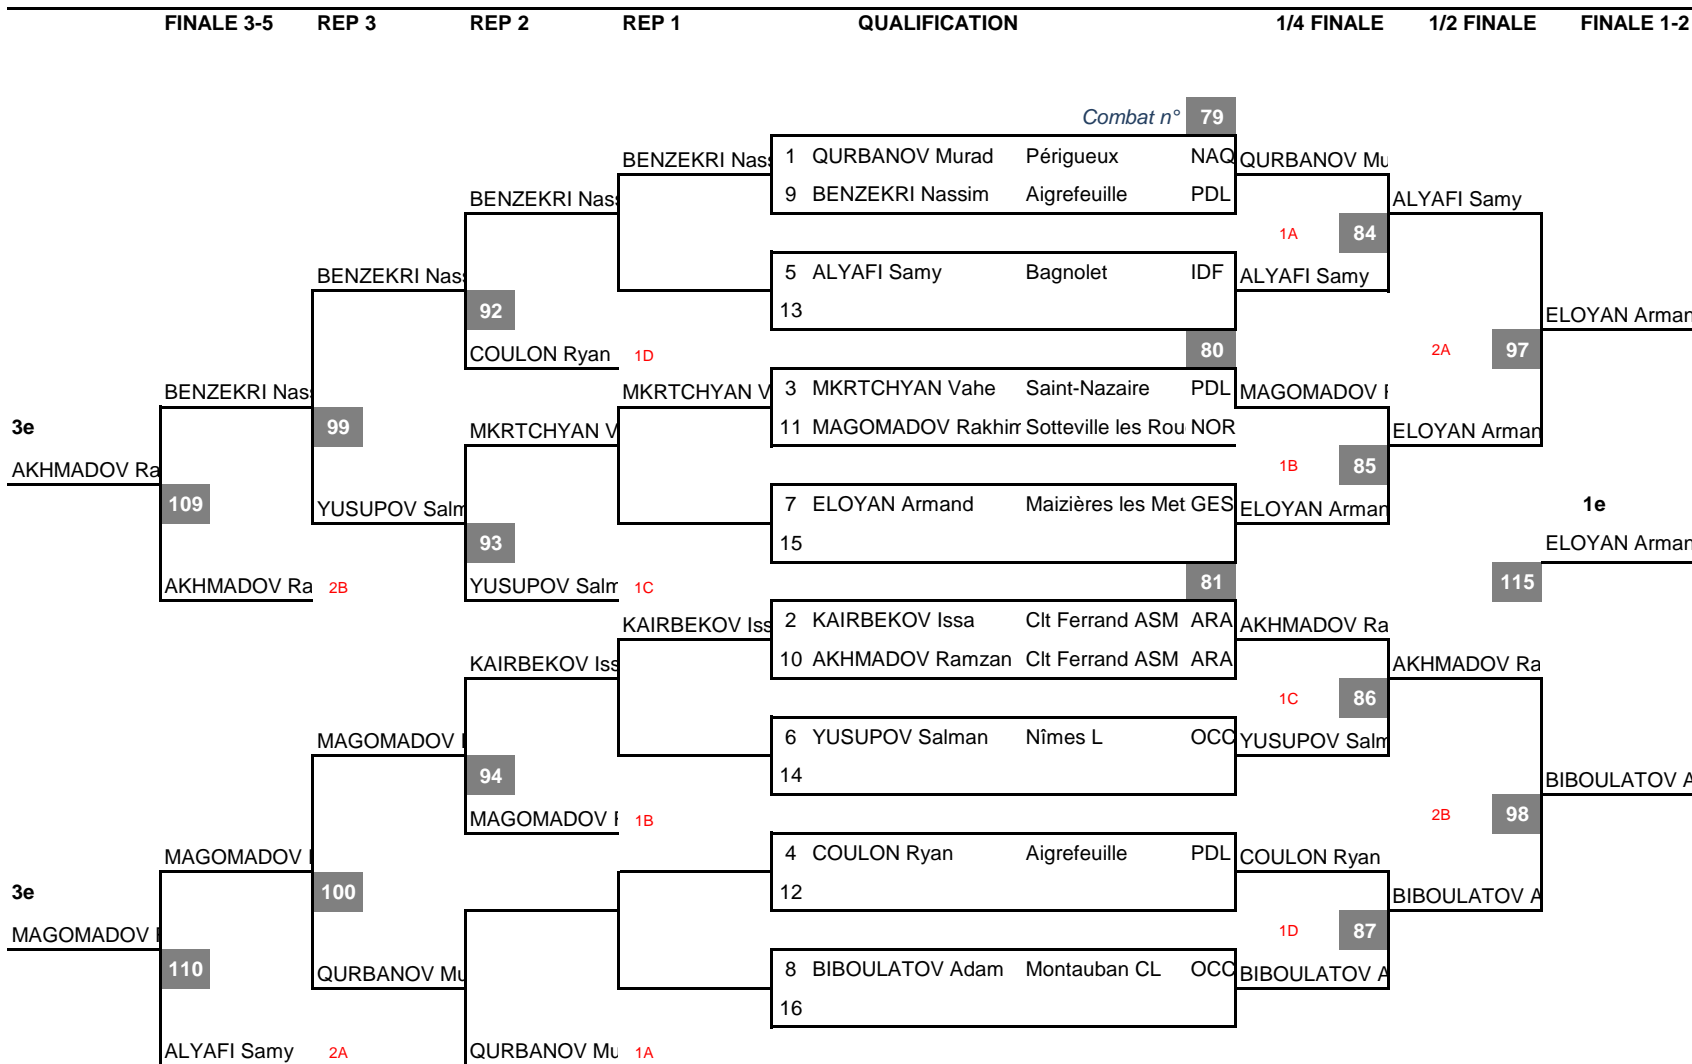 FINALE 3-5 REP 3 REP 2 REP 1 QUALIFICATION 1/4 FINALE 1/2 FINALE FINALE 1-2
Combat n° 79
BENZEKRI Nass 1 QURBANOV Murad Périgueux NAQ QURBANOV Mu
BENZEKRI Nass 9 BENZEKRI Nassim Aigrefeuille PDL ALYAFI Samy
1A 84
BENZEKRI Nass 5 ALYAFI Samy Bagnolet IDF ALYAFI Samy
92 13 ELOYAN Arman
COULON Ryan 1D 80 2A 97
BENZEKRI Nass MKRTCHYAN V 3 MKRTCHYAN Vahe Saint-Nazaire PDL MAGOMADOV R
3e 99 MKRTCHYAN V 11 MAGOMADOV Rakhim Sotteville les Rou NOR ELOYAN Arman
AKHMADOV Ra 1B 85
109 YUSUPOV Salm 7 ELOYAN Armand Maizières les Met GES ELOYAN Arman 1e
93 15 ELOYAN Arman
AKHMADOV Ra 2B YUSUPOV Salm 1C 81 115
KAIRBEKOV Iss 2 KAIRBEKOV Issa Clt Ferrand ASM ARA AKHMADOV Ra
KAIRBEKOV Iss 10 AKHMADOV Ramzan Clt Ferrand ASM ARA AKHMADOV Ra
1C 86
MAGOMADOV 6 YUSUPOV Salman Nîmes L OCC YUSUPOV Salm
94 14 BIBOULATOV A
MAGOMADOV R 1B 2B 98
MAGOMADOV 4 COULON Ryan Aigrefeuille PDL COULON Ryan
3e 100 12 BIBOULATOV A
MAGOMADOV 1D 87
110 QURBANOV Mu 8 BIBOULATOV Adam Montauban CL OCC BIBOULATOV A
16
ALYAFI Samy 2A QURBANOV Mu 1A